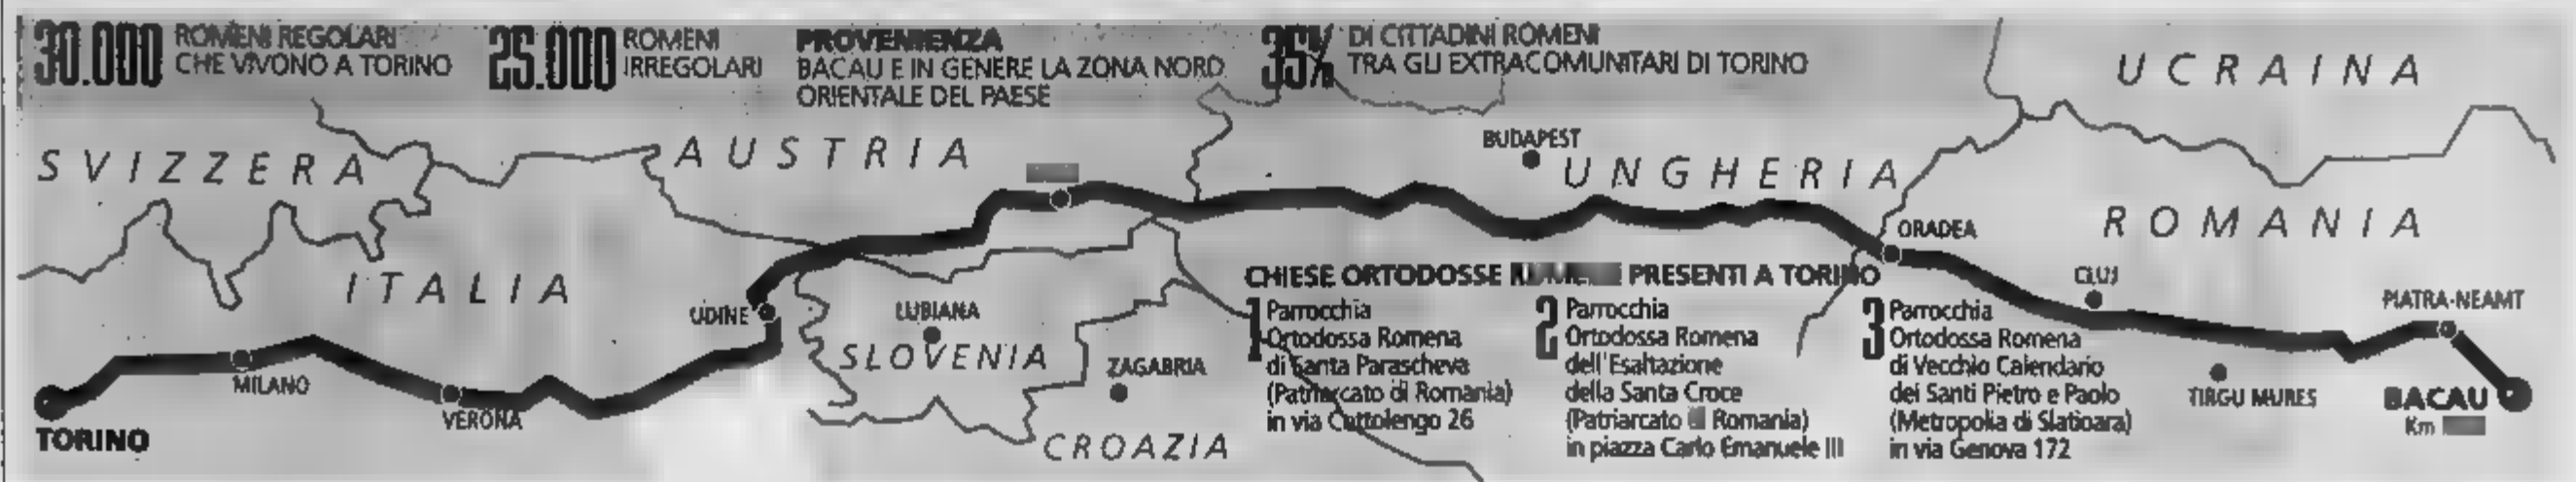 30.000 ROMENI REGOLARI
CHE VIVONO A TORINO
25.000 ROMENI
IRREGOLARI
PROVENIENZA
BACAU E IN GENERE LA ZONA NORD
ORIENTALE DEL PAESE
35% DI CITTADINI ROMENI
TRA GLI EXTRACOMUNITARI DI TORINO
UCRAINA
SVIZZERA
AUSTRIA
BUDAPEST
UNGHERIA
ROMANIA
ORADEA
ITALIA
CLUJ
PIATRA-NEAMT
UDINE
LUBIANA
SLOVENIA
ZAGABRIA
MILANO
VERONA
TORINO
CROAZIA
TIRGU MURES
BACAU
Km
CHIESE ORTODOSSE PRESENTI A TORINO
1 Parrocchia
Ortodossa Romena
di Santa Parascheva
(Patriarcato di Romania)
in via Cottolengo 26
2 Parrocchia
Ortodossa Romena
dell'Esaltazione
della Santa Croce
(Patriarcato Romania)
in piazza Carlo Emanuele III
3 Parrocchia
Ortodossa Romena
di Vecchio Calendario
dei Santi Pietro e Paolo
(Metropolia di Slatioara)
in via Genova 172